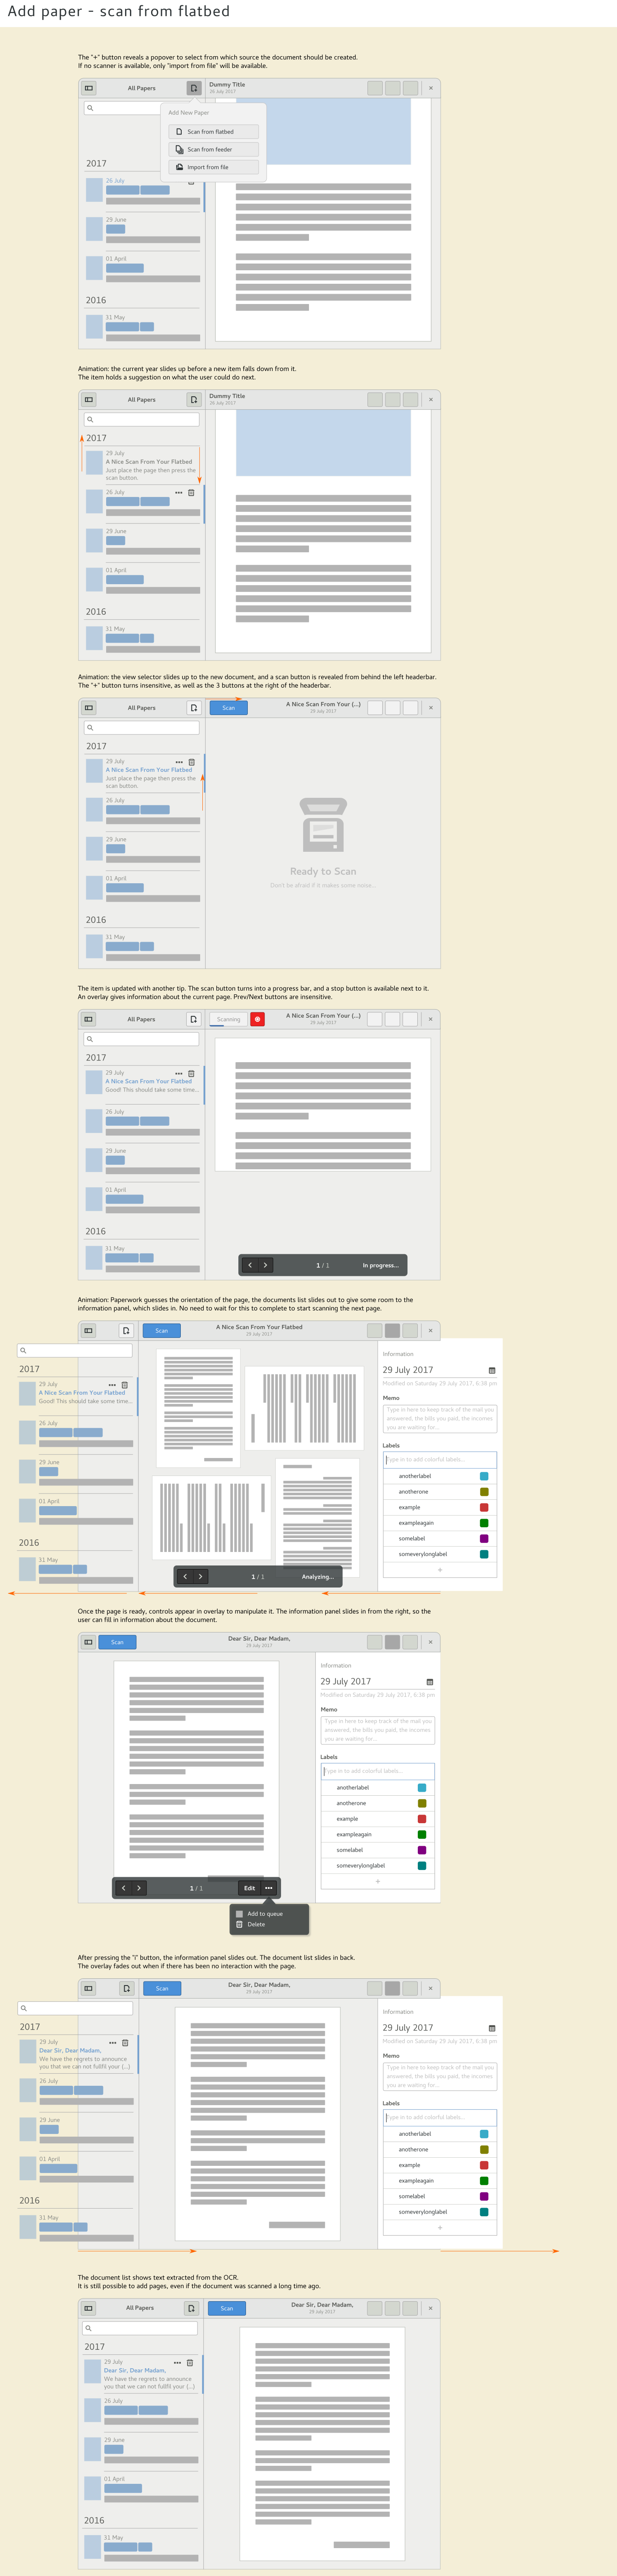 Add paper - scan from flatbed
The "+" button reveals a popover to select from which source the document should be created.
If no scanner is available, only "import from file" will be available.
All Papers
Dummy Title
26 July 2017
Add New Paper
Scan from flatbed
Scan from feeder
Import from file
2017
26 July
29 June
01 April
2016
31 May
Animation: the current year slides up before a new item falls down from it.
The item holds a suggestion on what the user could do next.
All Papers
Dummy Title
26 July 2017
2017
29 July
A Nice Scan From Your Flatbed
Just place the page then press the
scan button.
26 July
29 June
01 April
2016
31 May
Animation: the view selector slides up to the new document, and a scan button is revealed from behind the left headerbar.
The "+" button turns insensitive, as well as the 3 buttons at the right of the headerbar.
All Papers
Scan
A Nice Scan From Your (...)
29 July 2017
2017
29 July
A Nice Scan From Your Flatbed
Just place the page then press the
scan button.
26 July
29 June
01 April
2016
31 May
Ready to Scan
Don't be afraid if it makes some noise...
The item is updated with another tip. The scan button turns into a progress bar, and a stop button is available next to it.
An overlay gives information about the current page. Prev/Next buttons are insensitive.
All Papers
Scanning
A Nice Scan From Your (...)
29 July 2017
2017
29 July
A Nice Scan From Your Flatbed
Good! This should take some time...
26 July
29 June
01 April
2016
31 May
1 / 1
In progress...
Animation: Paperwork guesses the orientation of the page, the documents list slides out to give some room to the
information panel, which slides in. No need to wait for this to complete to start scanning the next page.
Scan
A Nice Scan From Your Flatbed
29 July 2017
2017
29 July
A Nice Scan From Your Flatbed
Good! This should take some time...
26 July
29 June
01 April
2016
31 May
1 / 1
Analyzing...
Information
29 July 2017
Modified on Saturday 29 July 2017, 6:38 pm
Memo
Type in here to keep track of the mail you
answered, the bills you paid, the incomes
you are waiting for...
Labels
Type in to add colorful labels...
anotherlabel
anotherone
example
exampleagain
somelabel
someverylonglabel
+
Once the page is ready, controls appear in overlay to manipulate it. The information panel slides in from the right, so the
user can fill in information about the document.
Scan
Dear Sir, Dear Madam,
29 July 2017
Information
29 July 2017
Modified on Saturday 29 July 2017, 6:38 pm
Memo
Type in here to keep track of the mail you
answered, the bills you paid, the incomes
you are waiting for...
Labels
Type in to add colorful labels...
anotherlabel
anotherone
example
exampleagain
somelabel
someverylonglabel
+
1 / 1
Edit
Add to queue
Delete
After pressing the "i" button, the information panel slides out. The document list slides in back.
The overlay fades out when if there has been no interaction with the page.
Scan
Dear Sir, Dear Madam,
29 July 2017
2017
29 July
Dear Sir, Dear Madam,
We have the regrets to announce
you that we can not fullfil your (...)
26 July
29 June
01 April
2016
31 May
Information
29 July 2017
Modified on Saturday 29 July 2017, 6:38 pm
Memo
Type in here to keep track of the mail you
answered, the bills you paid, the incomes
you are waiting for...
Labels
Type in to add colorful labels...
anotherlabel
anotherone
example
exampleagain
somelabel
someverylonglabel
+
The document list shows text extracted from the OCR.
It is still possible to add pages, even if the document was scanned a long time ago.
All Papers
Scan
Dear Sir, Dear Madam,
29 July 2017
2017
29 July
Dear Sir, Dear Madam,
We have the regrets to announce
you that we can not fullfil your (...)
26 July
29 June
01 April
2016
31 May